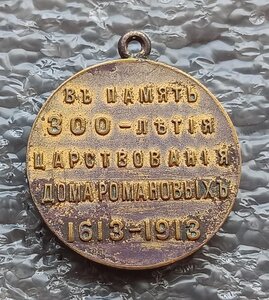 ВЪ ПАМЯТЬ
300-ЛѢТІЯ
ЦАРСТВОВАНІЯ
ДОМА РОМАНОВЫХЪ
1613-1913